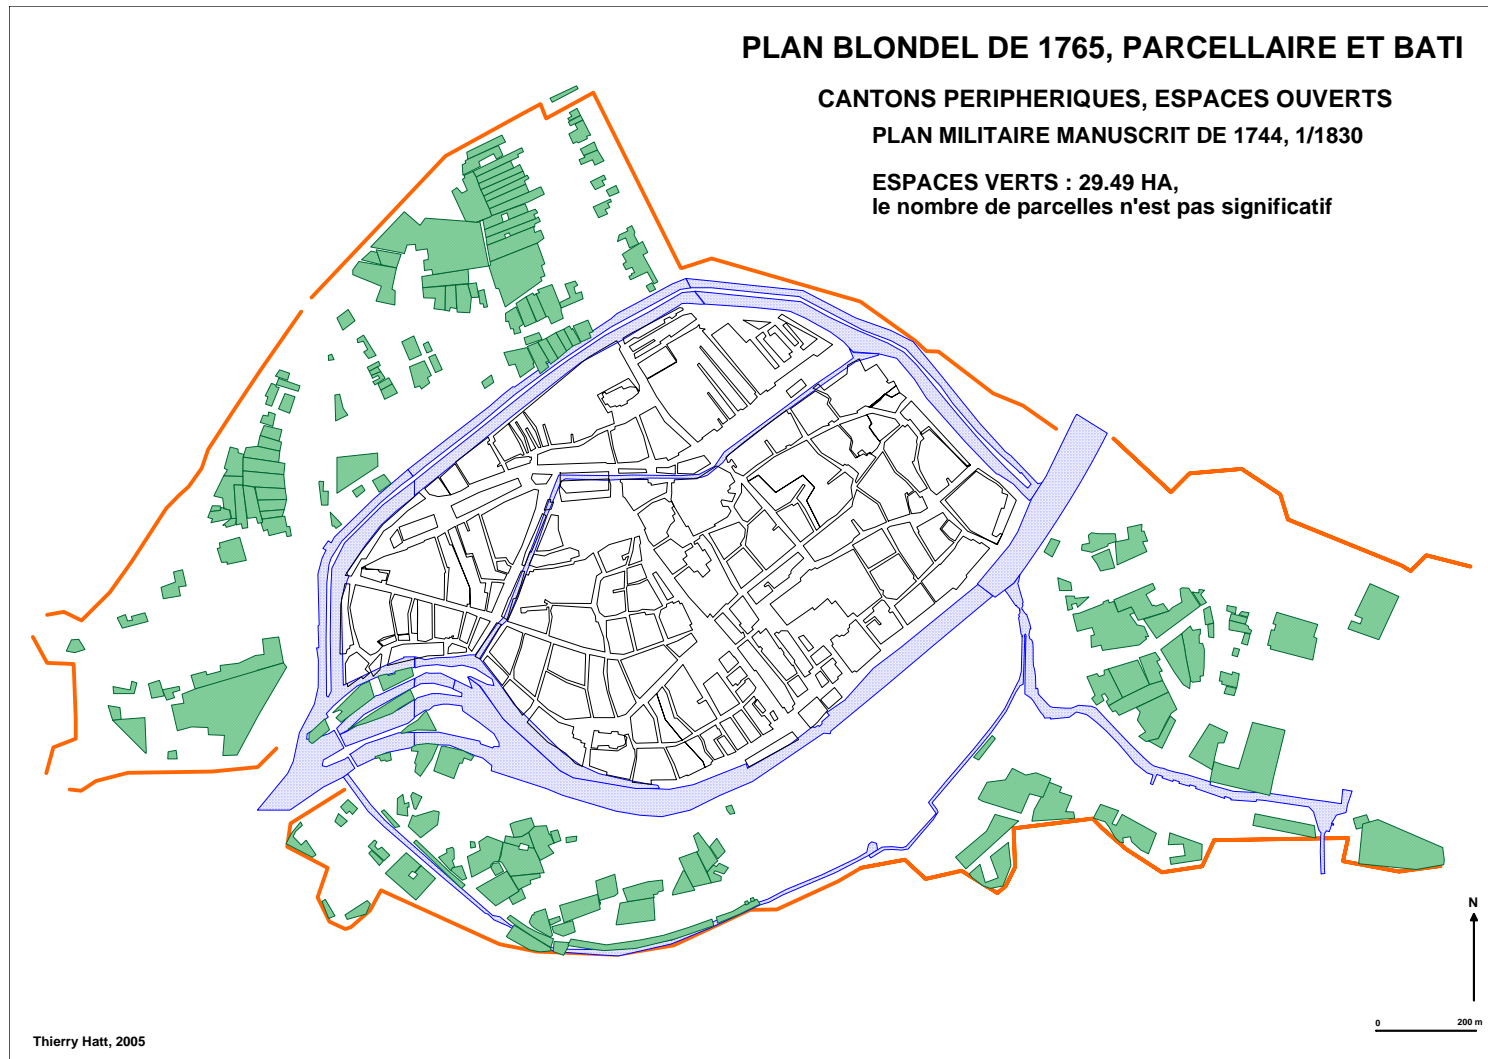 PLAN BLONDEL DE 1765, PARCELLAIRE ET BATI
CANTONS PERIPHERIQUES, ESPACES OUVERTS
PLAN MILITAIRE MANUSCRIT DE 1744, 1/1830
ESPACES VERTS : 29.49 HA,
le nombre de parcelles n'est pas significatif
N
0 200 m
Thierry Hatt, 2005